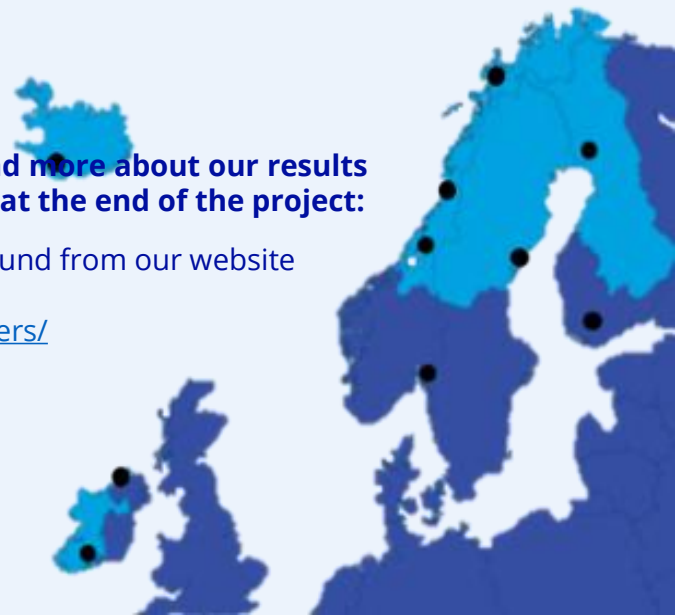 d more about our results
at the end of the project:
und from our website
ers/